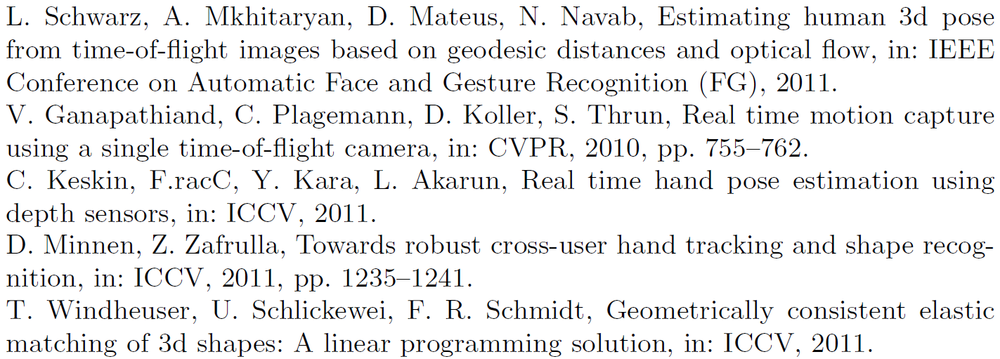 L. Schwarz, A. Mkhitaryan, D. Mateus, N. Navab, Estimating human 3d pose
from time-of-flight images based on geodesic distances and optical flow, in: IEEE
Conference on Automatic Face and Gesture Recognition (FG), 2011.
V. Ganapathiand, C. Plagemann, D. Koller, S. Thrun, Real time motion capture
using a single time-of-flight camera, in: CVPR, 2010, pp. 755–762.
C. Keskin, F.racC, Y. Kara, L. Akarun, Real time hand pose estimation using
depth sensors, in: ICCV, 2011.
D. Minnen, Z. Zafrulla, Towards robust cross-user hand tracking and shape recog-
nition, in: ICCV, 2011, pp. 1235–1241.
T. Windheuser, U. Schlickewei, F. R. Schmidt, Geometrically consistent elastic
matching of 3d shapes: A linear programming solution, in: ICCV, 2011.